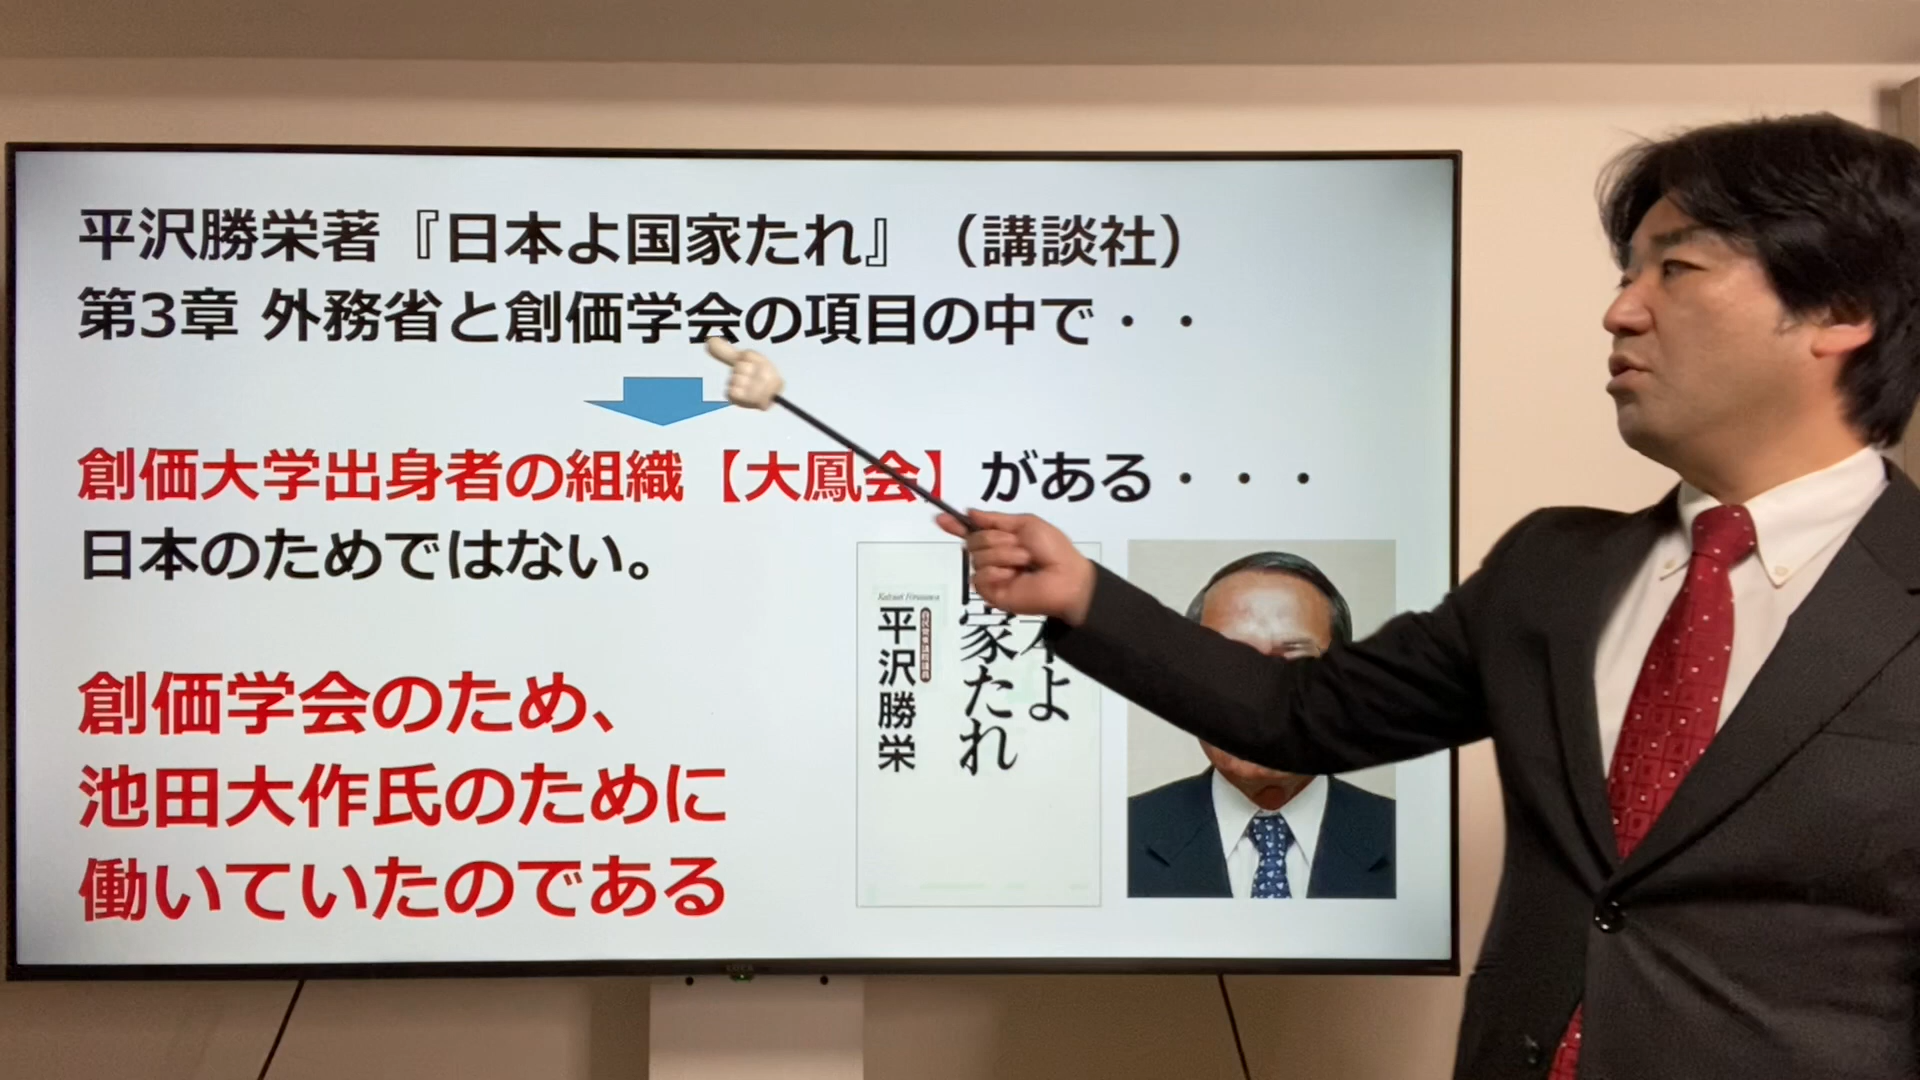 平沢勝栄著『日本よ国家たれ』（講談社）
第3章 外務省と創価学会の項目の中で・・
創価大学出身者の組織【大鳳会】がある・・・
日本のためではない。
創価学会のため、
池田大作氏のために
働いていたのである
本よ
国家たれ
平沢勝栄